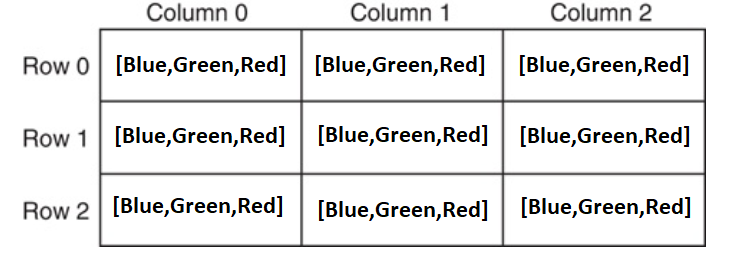 Column 0 Column 1 Column 2
Row 0 [Blue,Green,Red] [Blue,Green,Red] [Blue,Green,Red]
Row 1 [Blue,Green,Red] [Blue,Green,Red] [Blue,Green,Red]
Row 2 [Blue,Green,Red] [Blue,Green,Red] [Blue,Green,Red]